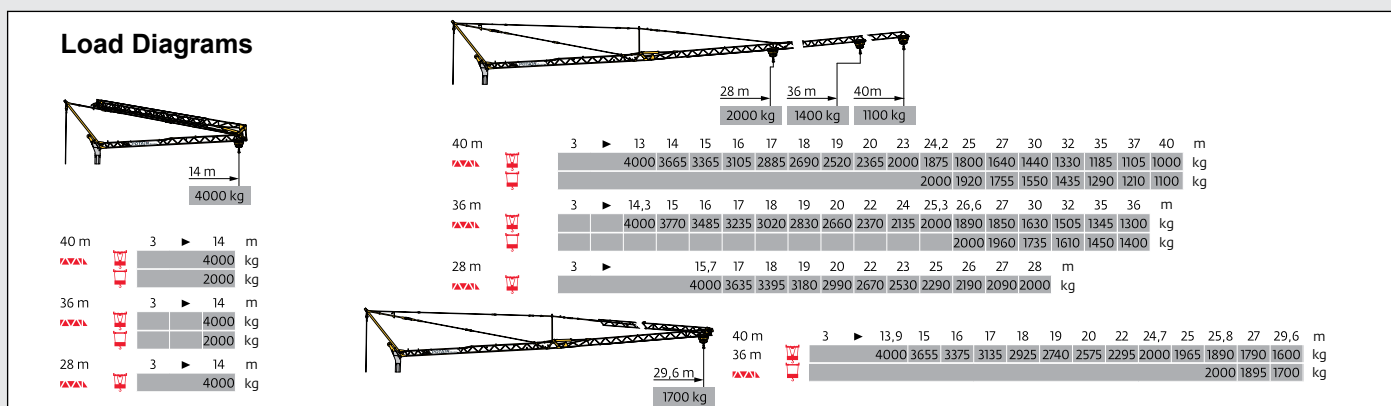 Load Diagrams
14 m
4000 kg
40 m 3 ► 14 m
4000 kg
2000 kg
36 m 3 ► 14 m
4000 kg
2000 kg
28 m 3 ► 14 m
4000 kg
28 m 36 m 40m
2000 kg 1400 kg 1100 kg
40 m 3 ► 13 14 15 16 17 18 19 20 23 24,2 25 27 30 32 35 37 40 m
4000 3665 3365 3105 2885 2690 2520 2365 2000 1875 1800 1640 1440 1330 1185 1105 1000 kg
2000 1920 1755 1550 1435 1290 1210 1100 kg
36 m 3 ► 14,3 15 16 17 18 19 20 22 24 25,3 26,6 27 30 32 35 36 m
4000 3770 3485 3235 3020 2830 2660 2370 2135 2000 1890 1850 1630 1505 1345 1300 kg
2000 1960 1735 1610 1450 1400 kg
28 m 3 ► 15,7 17 18 19 20 22 23 25 26 27 28 m
4000 3635 3395 3180 2990 2670 2530 2290 2190 2090 2000 kg
29,6 m
1700 kg
40 m 3 ► 13,9 15 16 17 18 19 20 22 24,7 25 25,8 27 29,6 m
36 m 4000 3655 3375 3135 2925 2740 2575 2295 2000 1965 1890 1790 1600 kg
2000 1895 1700 kg